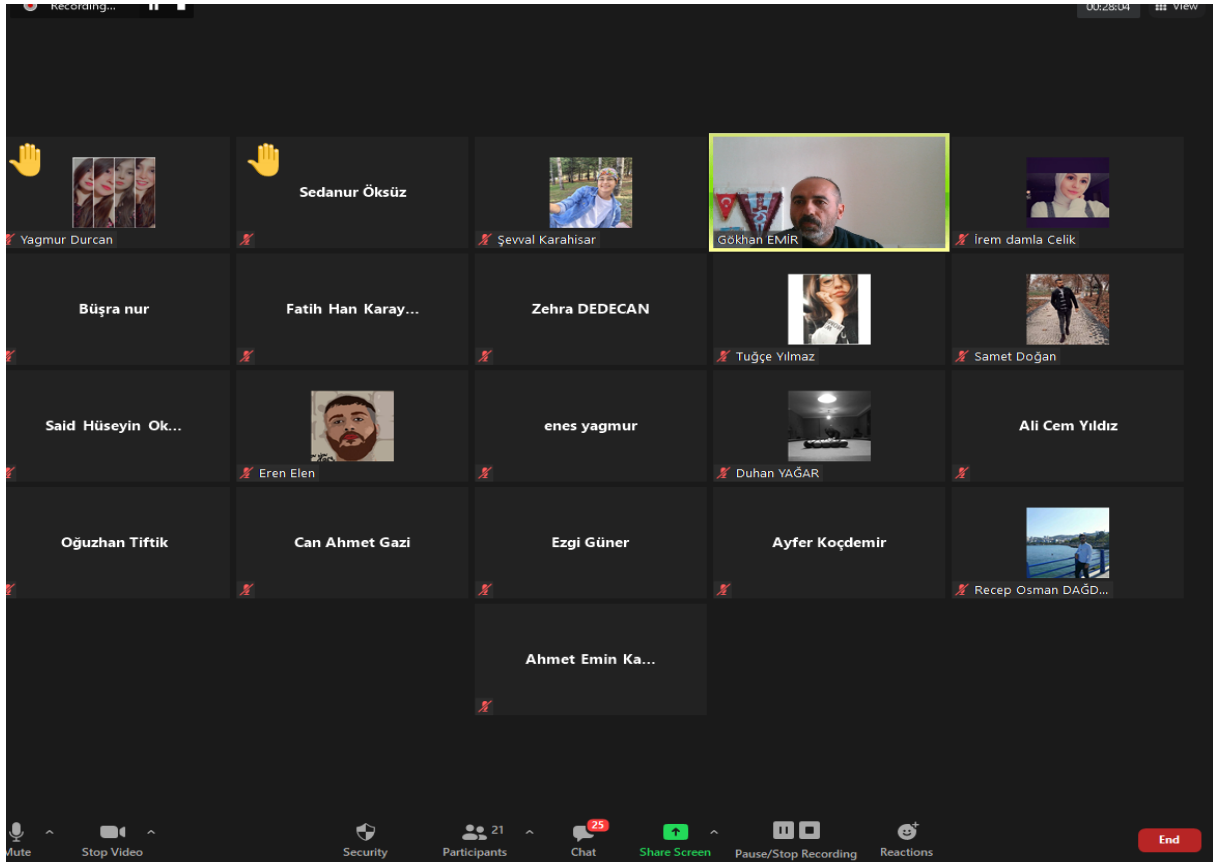 Recording...
00:28:04
View
Yagmur Durcan
Sedanur Öksüz
Şevval Karahisar
Gökhan EMİR
İrem damla Celik
Büşra nur
Fatih Han Karay...
Zehra DEDECAN
Tuğçe Yılmaz
Samet Doğan
Said Hüseyin Ok...
Eren Elen
enes yagmur
Duhan YAĞAR
Ali Cem Yıldız
Oğuzhan Tiftik
Can Ahmet Gazi
Ezgi Güner
Ayfer Koçdemir
Recep Osman DAĞD...
Ahmet Emin Ka...
Mute
Stop Video
Security
21
Participants
25
Chat
Share Screen
Pause/Stop Recording
Reactions
End